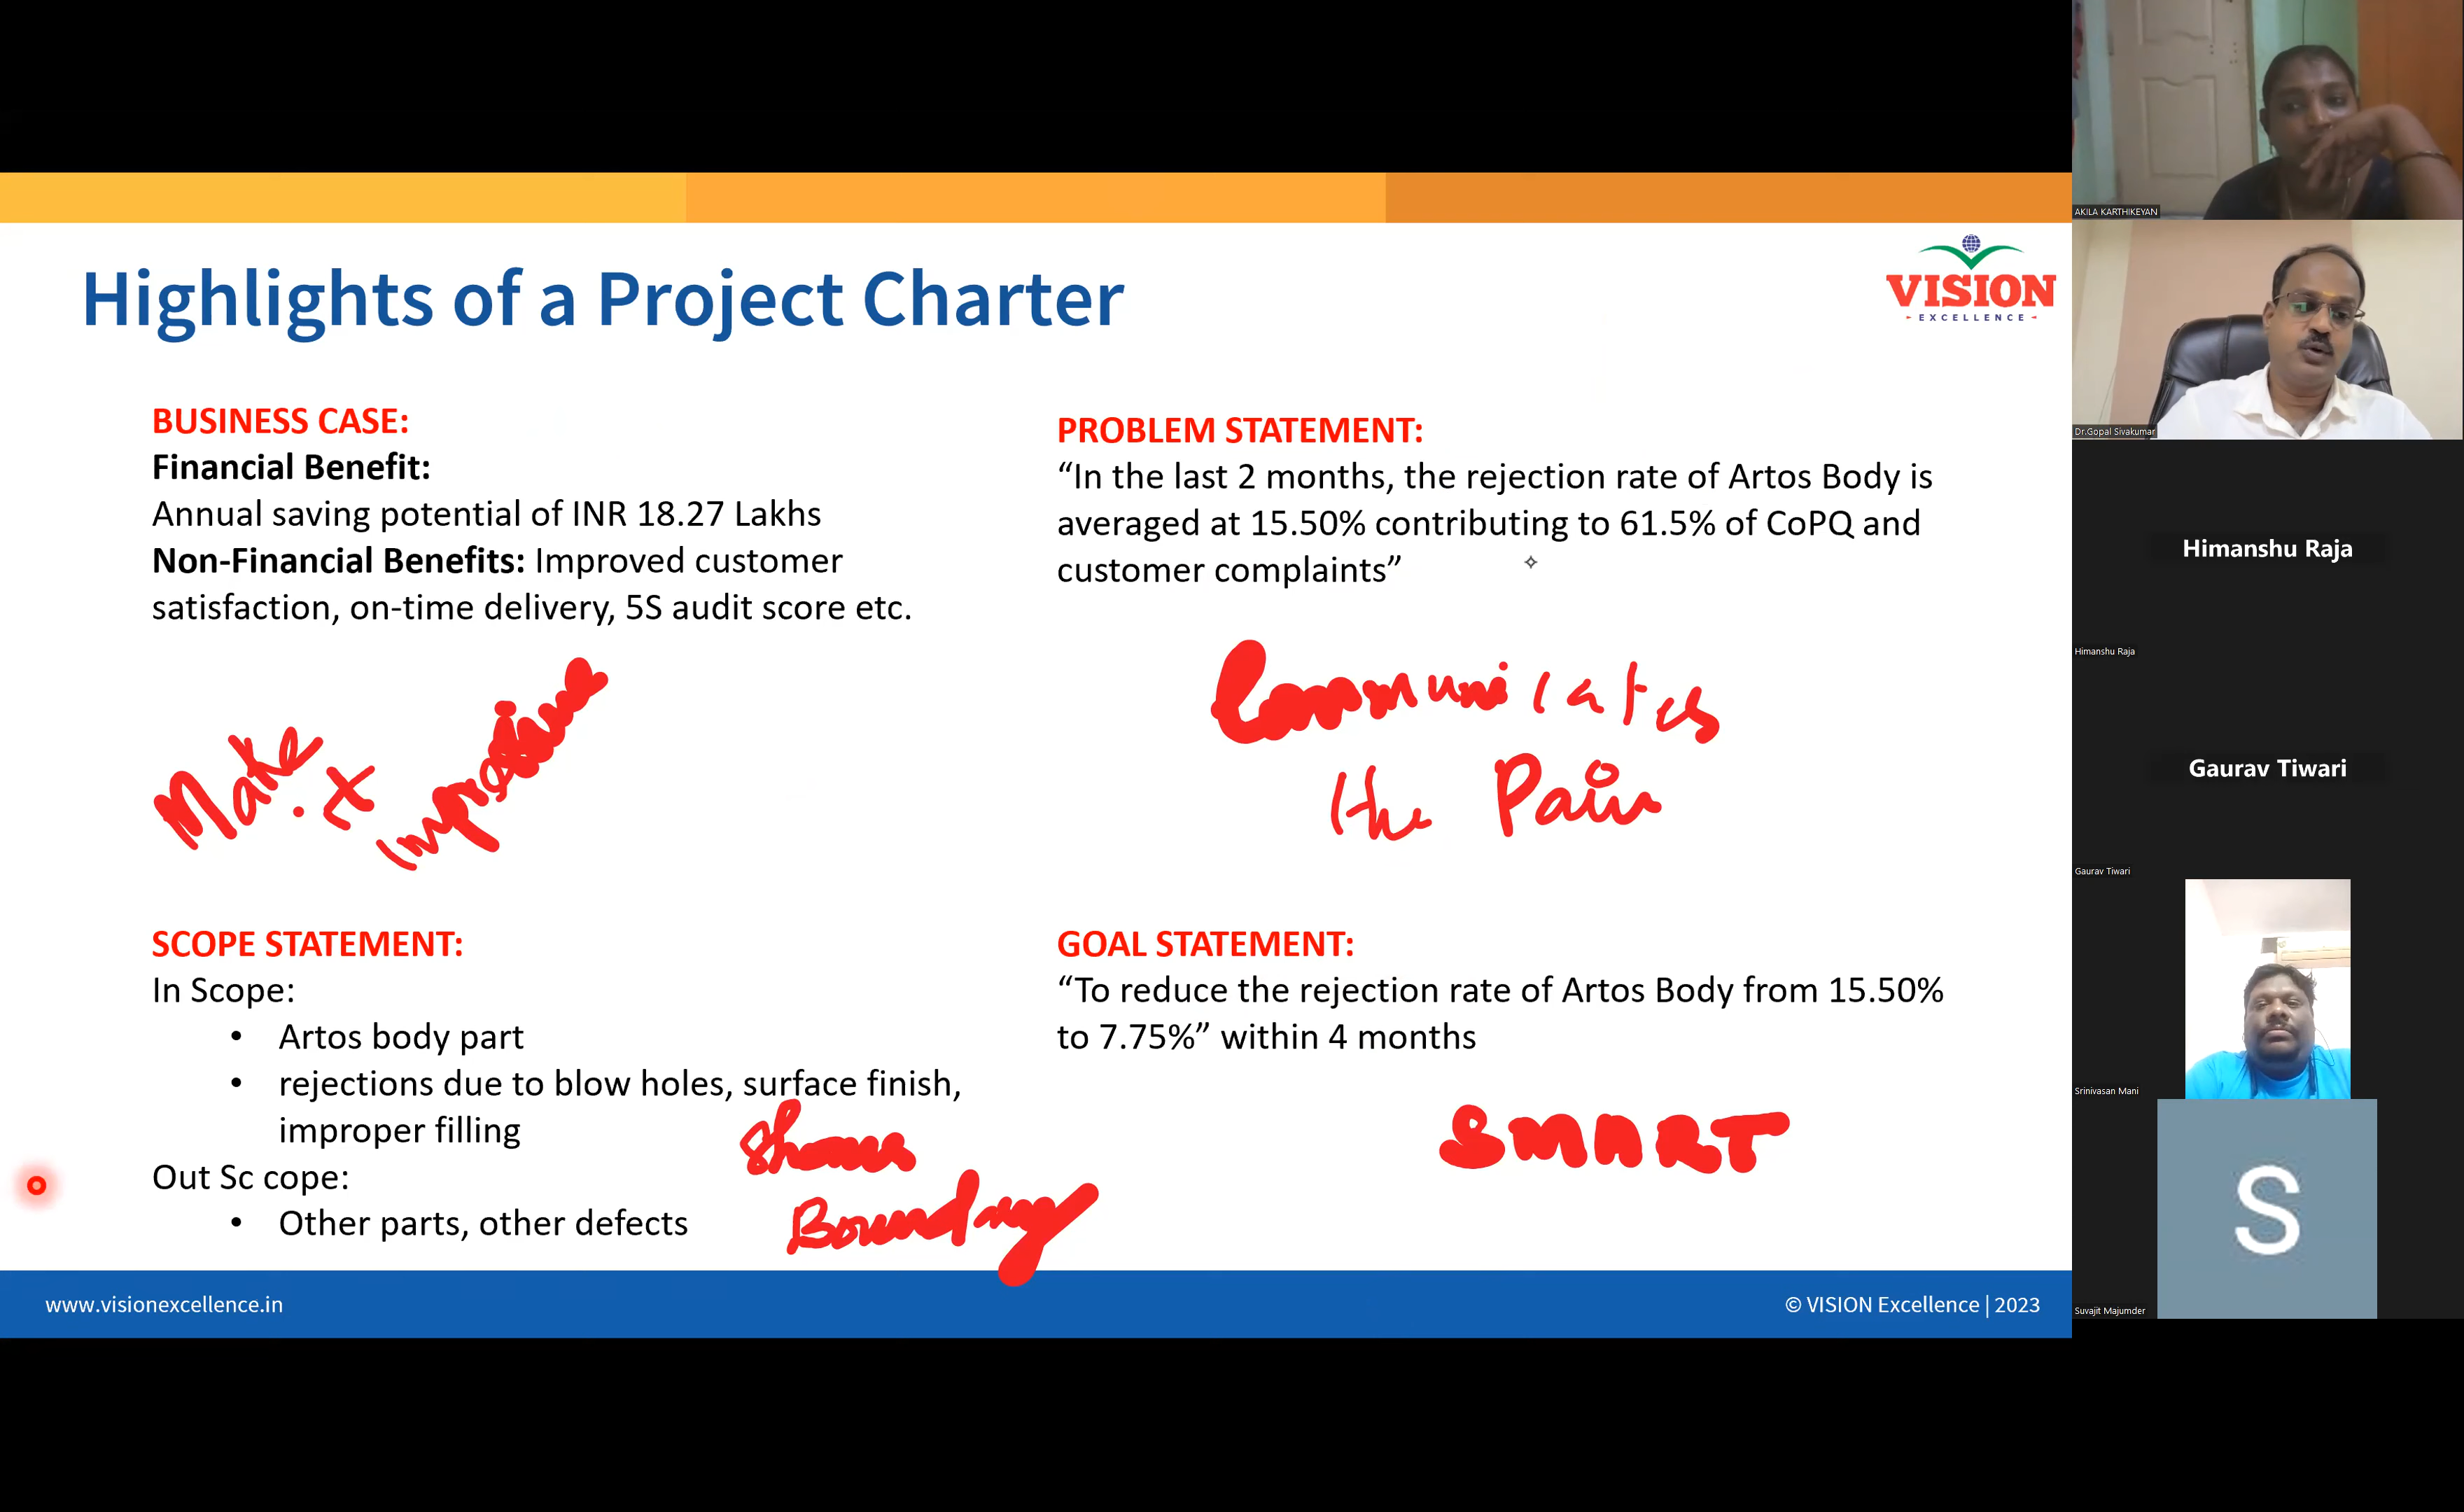 Highlights of a Project Charter
VISION
EXCELLENCE
BUSINESS CASE:
Financial Benefit:
Annual saving potential of INR 18.27 Lakhs
Non-Financial Benefits: Improved customer
satisfaction, on-time delivery, 5S audit score etc.
Make
it
Impressive
PROBLEM STATEMENT:
“In the last 2 months, the rejection rate of Artos Body is
averaged at 15.50% contributing to 61.5% of CoPQ and
customer complaints”
Communicates
the Pain
SCOPE STATEMENT:
In Scope:
• Artos body part
• rejections due to blow holes, surface finish,
improper filling
Out Sc cope:
• Other parts, other defects
Shows
Boundary
GOAL STATEMENT:
“To reduce the rejection rate of Artos Body from 15.50%
to 7.75%” within 4 months
SMART
www.visionexcellence.in
© VISION Excellence | 2023
AKILA KARTHIKEYAN
Dr.Gopal Sivakumar
Himanshu Raja
Himanshu Raja
Gaurav Tiwari
Gaurav Tiwari
Srinivasan Mani
S
Suvajit Majumder